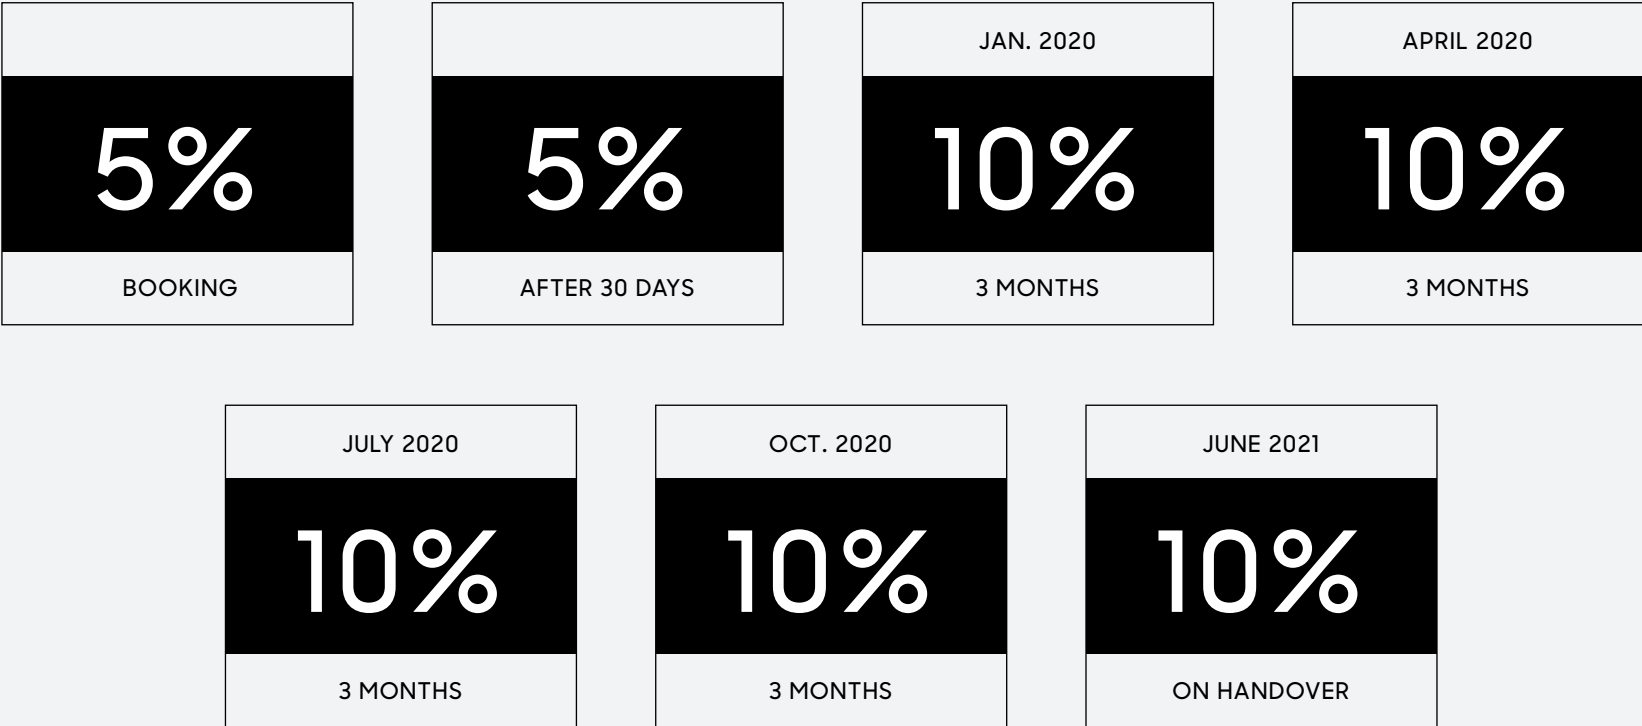 5%
BOOKING
5%
AFTER 30 DAYS
JAN. 2020
10%
3 MONTHS
APRIL 2020
10%
3 MONTHS
JULY 2020
10%
3 MONTHS
OCT. 2020
10%
3 MONTHS
JUNE 2021
10%
ON HANDOVER